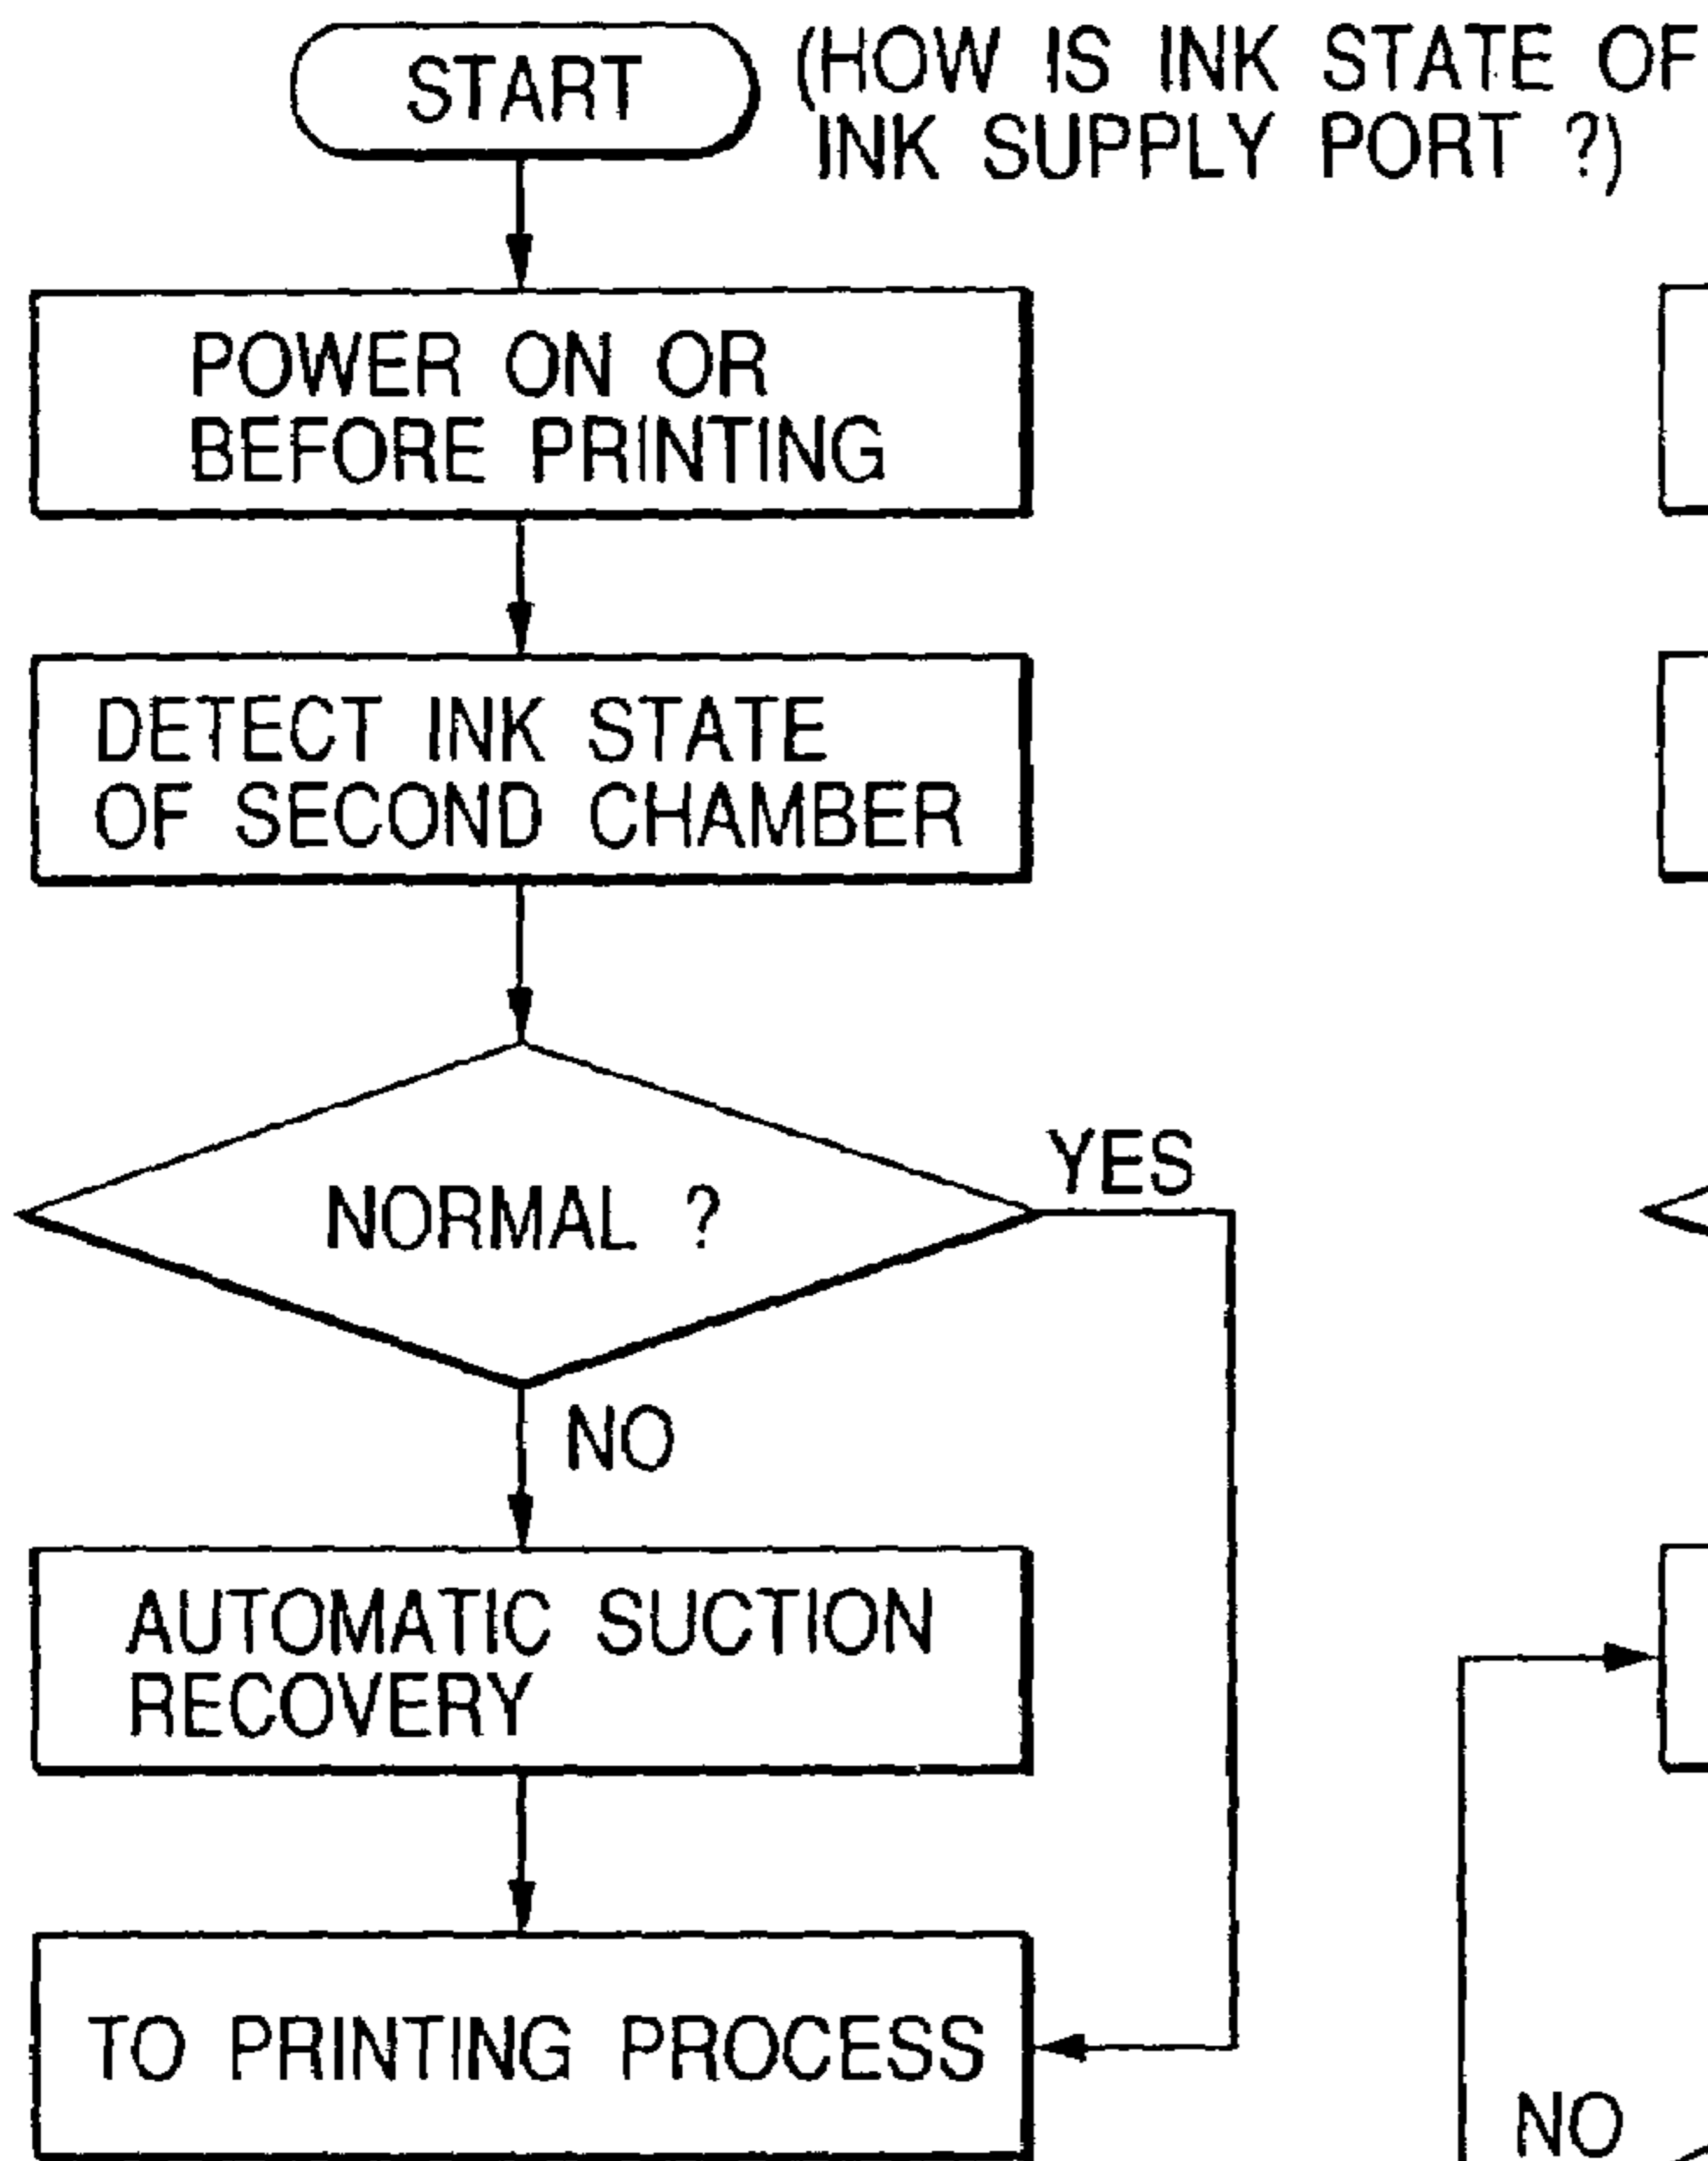 START
(HOW IS INK STATE OF
INK SUPPLY PORT ?)
POWER ON OR
BEFORE PRINTING
DETECT INK STATE
OF SECOND CHAMBER
NORMAL ?
YES
NO
AUTOMATIC SUCTION
RECOVERY
TO PRINTING PROCESS
NO